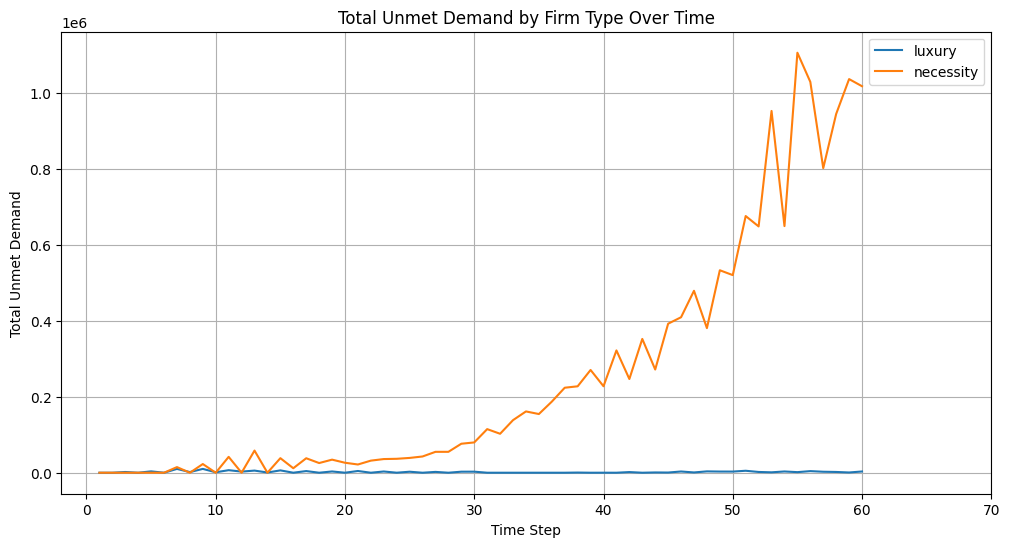 Total Unmet Demand by Firm Type Over Time
1e6
luxury
necessity
1.0
0.8
0.6
0.4
0.2
0.0
Total Unmet Demand
0 10 20 30 40 50 60 70
Time Step